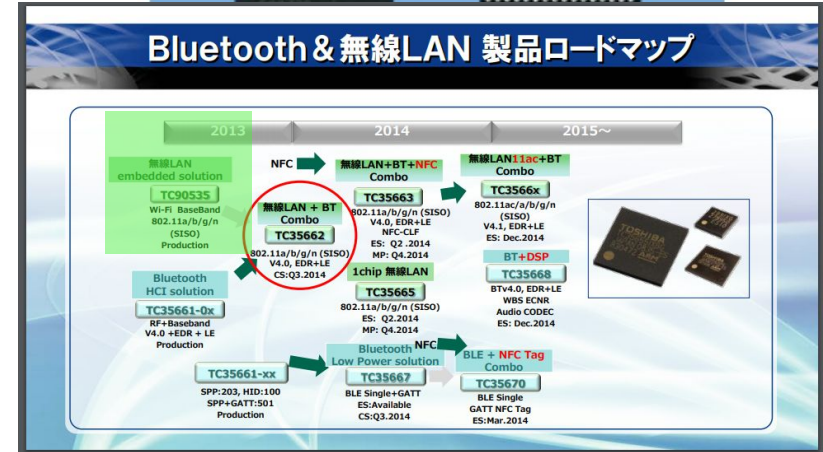 Bluetooth＆無線LAN 製品ロードマップ
2013
2014
2015～
無線LAN
embedded solution
TC90535
Wi-Fi BaseBand
802.11a/b/g/n
(SISO)
Production
Bluetooth
HCI solution
TC35661-0x
RF+Baseband
V4.0 +EDR + LE
Production
TC35661-xx
SPP:203, HID:100
SPP+GATT:501
Production
無線LAN + BT
Combo
TC35662
802.11a/b/g/n (SISO)
V4.0, EDR+LE
CS:Q3.2014
NFC
無線LAN+BT+NFC
Combo
TC35663
802.11a/b/g/n (SISO)
V4.0, EDR+LE
NFC-CLF
ES: Q2 .2014
MP: Q4.2014
1chip 無線LAN
TC35665
802.11a/b/g/n (SISO)
ES: Q2.2014
MP: Q4.2014
Bluetooth
Low Power solution
TC35667
BLE Single+GATT
ES:Available
CS:Q3.2014
無線LAN11ac+BT
Combo
TC3566x
802.11ac/a/b/g/n
(SISO)
V4.1, EDR+LE
ES: Dec.2014
BT+DSP
TC35668
BTv4.0, EDR+LE
WBS ECNR
Audio CODEC
ES: Dec.2014
NFC
BLE + NFC Tag
Combo
TC35670
BLE Single
GATT NFC Tag
ES:Mar.2014
TOSHIBA